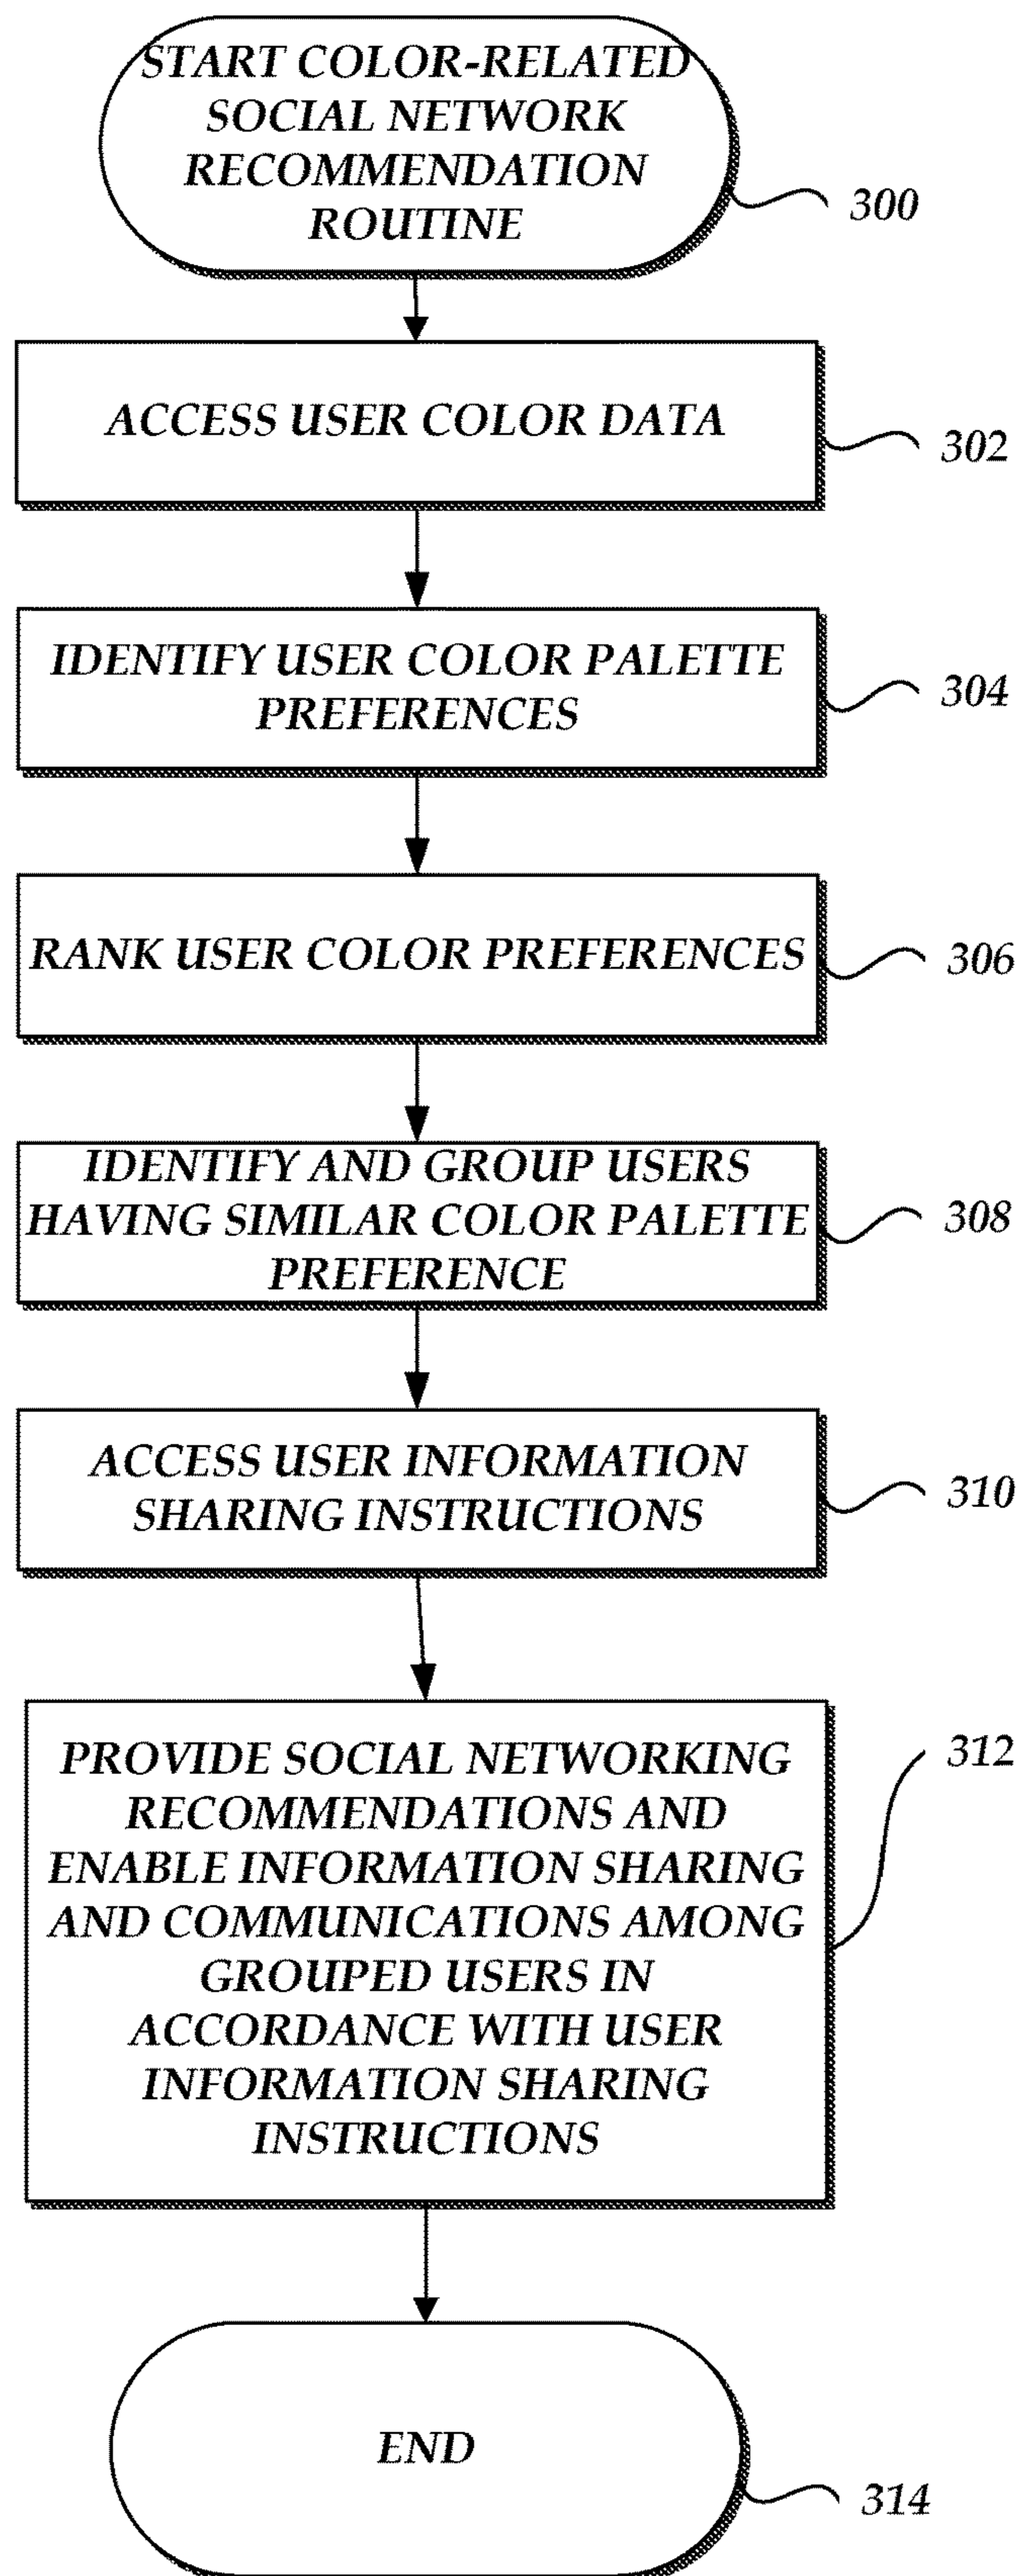 START COLOR-RELATED
SOCIAL NETWORK
RECOMMENDATION
ROUTINE
300
ACCESS USER COLOR DATA
302
IDENTIFY USER COLOR PALETTE
PREFERENCES
304
RANK USER COLOR PREFERENCES
306
IDENTIFY AND GROUP USERS
HAVING SIMILAR COLOR PALETTE
PREFERENCE
308
ACCESS USER INFORMATION
SHARING INSTRUCTIONS
310
PROVIDE SOCIAL NETWORKING
RECOMMENDATIONS AND
ENABLE INFORMATION SHARING
AND COMMUNICATIONS AMONG
GROUPED USERS IN
ACCORDANCE WITH USER
INFORMATION SHARING
INSTRUCTIONS
312
END
314